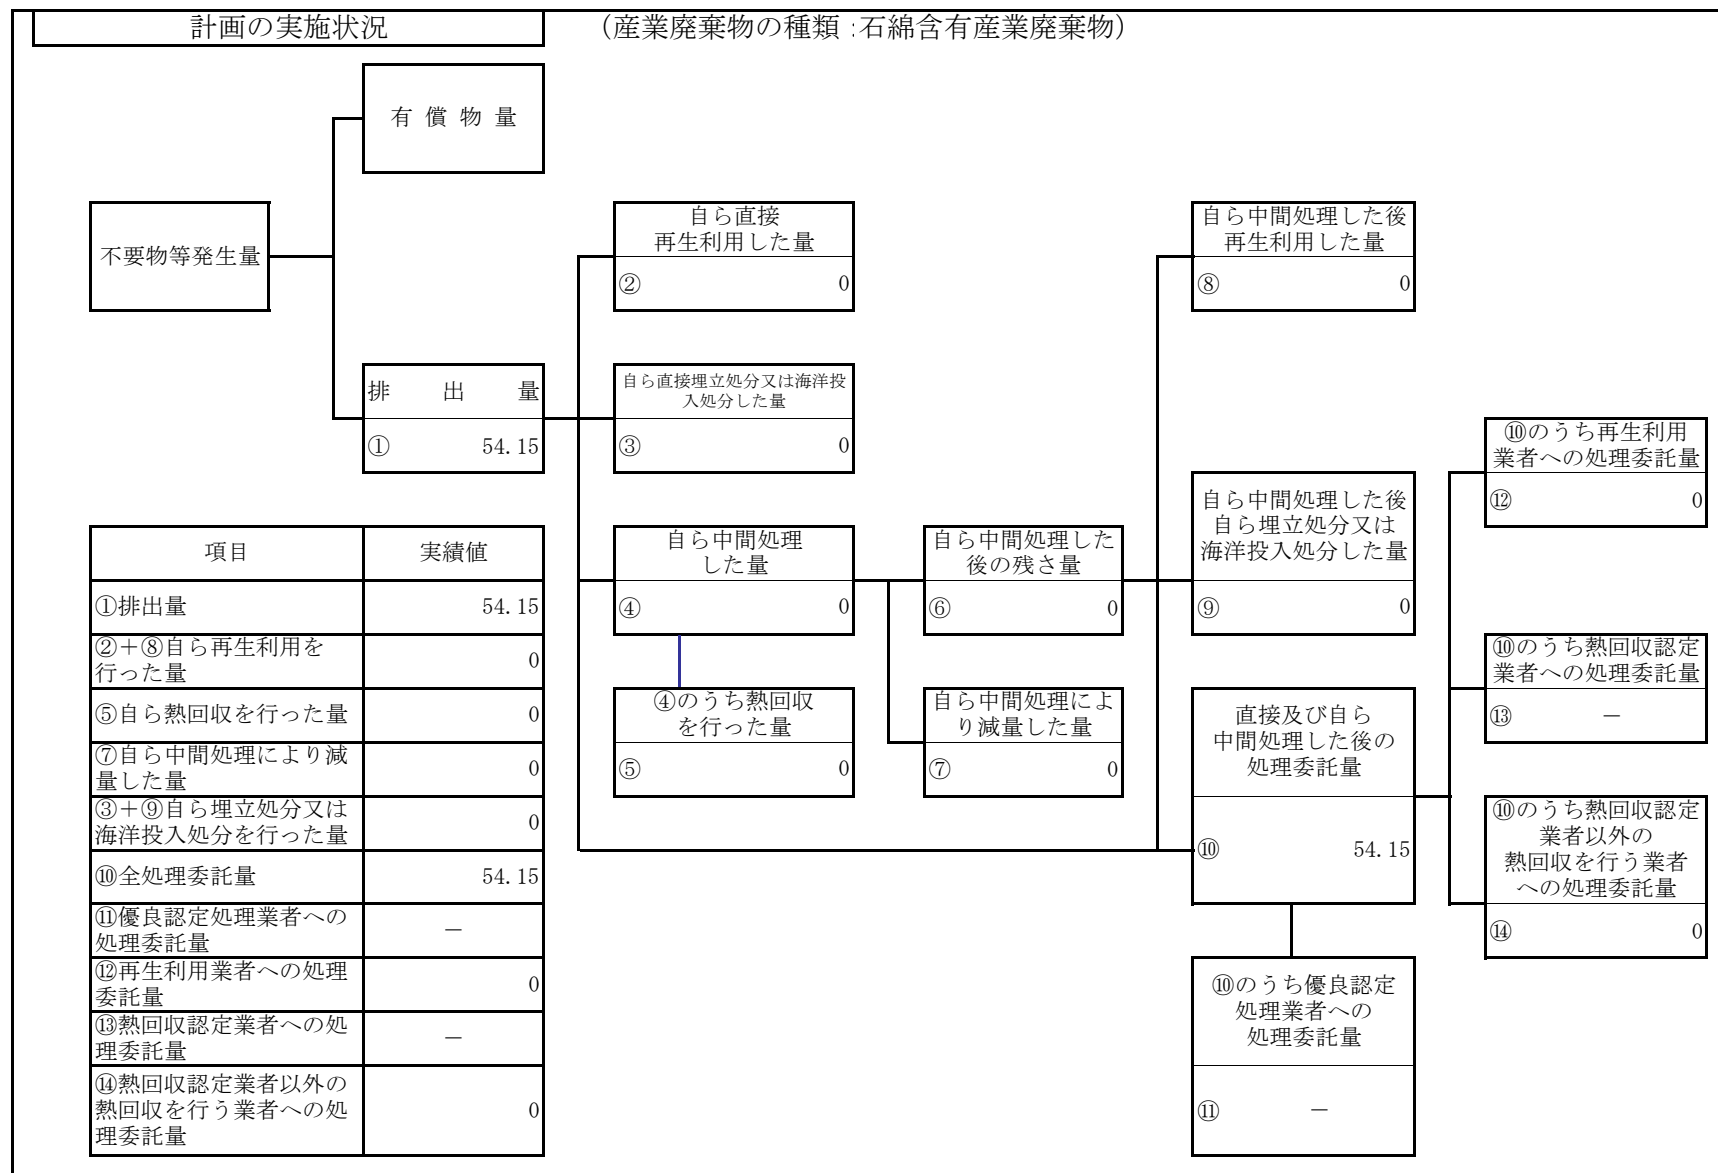 計画の実施状況
（産業廃棄物の種類:石綿含有産業廃棄物）
有償物量
不要物等発生量
自ら直接
再生利用した量
② 0
自ら中間処理した後
再生利用した量
⑧ 0
排出量
① 54.15
自ら直接埋立処分又は海洋投
入処分した量
③ 0
⑩のうち再生利用
業者への処理委託量
⑫ 0
自ら中間処理
した量
④ 0
自ら中間処理した
後の残さ量
⑥ 0
自ら中間処理した後
自ら埋立処分又は
海洋投入処分した量
⑨ 0
⑩のうち熱回収認定
業者への処理委託量
⑬ －
④のうち熱回収
を行った量
⑤ 0
自ら中間処理によ
り減量した量
⑦ 0
直接及び自ら
中間処理した後の
処理委託量
⑩ 54.15
⑩のうち熱回収認定
業者以外の
熱回収を行う業者
への処理委託量
⑭ 0
⑩のうち優良認定
処理業者への
処理委託量
⑪ －
項目 実績値
①排出量 54.15
②＋⑧自ら再生利用を
行った量 0
⑤自ら熱回収を行った量 0
⑦自ら中間処理により減
量した量 0
③＋⑨自ら埋立処分又は
海洋投入処分を行った量 0
⑩全処理委託量 54.15
⑪優良認定処理業者への
処理委託量 －
⑫再生利用業者への処理
委託量 0
⑬熱回収認定業者への処
理委託量 －
⑭熱回収認定業者以外の
熱回収を行う業者への処
理委託量 0